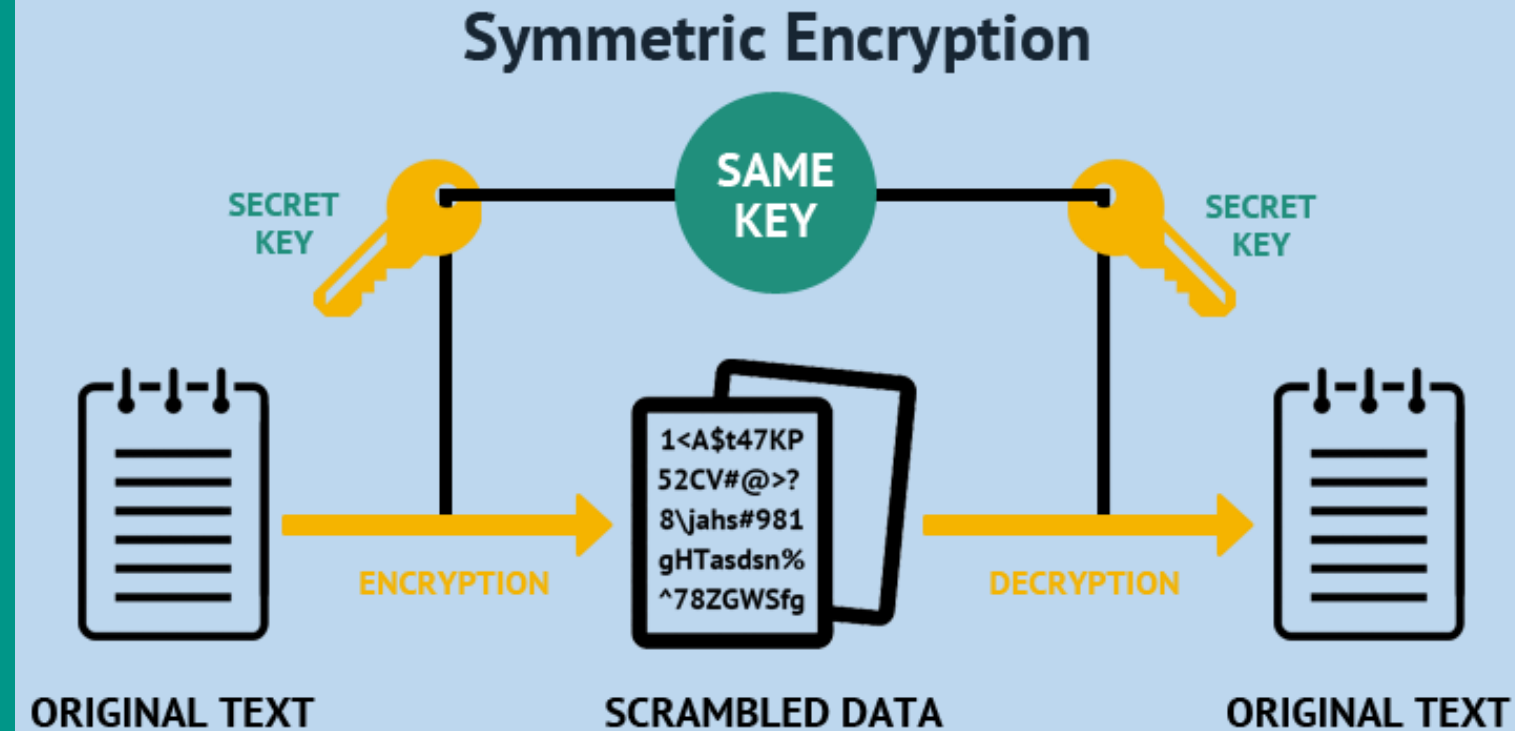 Symmetric Encryption
SAME
KEY
SECRET
KEY
SECRET
KEY
1<A$t47KP
52CV#@>?
8\jahs#981
gHTasdsn%
^78ZGWSfg
ENCRYPTION
DECRYPTION
ORIGINAL TEXT
SCRAMBLED DATA
ORIGINAL TEXT